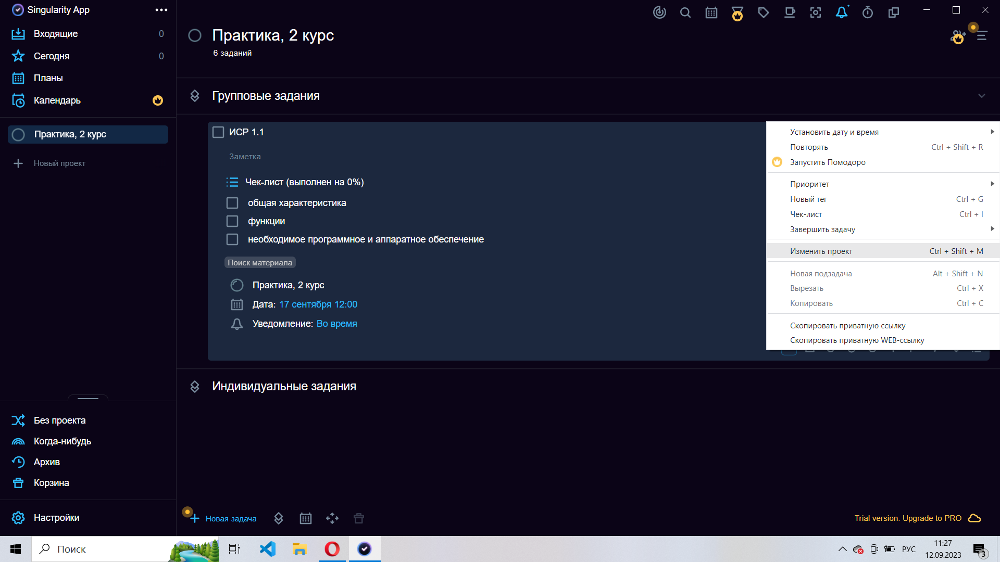 Singularity App
Входящие 0
Сегодня 0
Планы
Календарь
Практика, 2 курс
Новый проект
Без проекта
Когда-нибудь
Архив
Корзина
Настройки
Практика, 2 курс
6 заданий
Групповые задания
ИСР 1.1
Заметка
Чек-лист (выполнен на 0%)
общая характеристика
функции
необходимое программное и аппаратное обеспечение
Поиск материала
Практика, 2 курс
Дата: 17 сентября 12:00
Уведомление: Во время
Установить дату и время
Повторять Ctrl + Shift + R
Запустить Помодоро
Приоритет
Новый тег Ctrl + G
Чек-лист Ctrl + I
Завершить задачу
Изменить проект Ctrl + Shift + M
Новая подзадача Alt + Shift + N
Вырезать Ctrl + X
Копировать Ctrl + C
Скопировать приватную ссылку
Скопировать приватную WEB-ссылку
Индивидуальные задания
Новая задача
Trial version. Upgrade to PRO
Поиск
РУС
11:27
12.09.2023
3